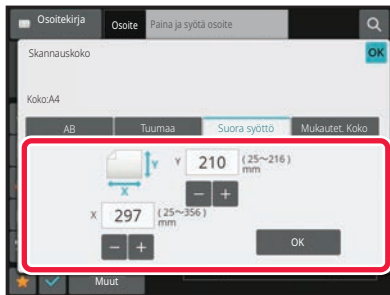 Osoitekirja
Osoite
Paina ja syötä osoite
Skannauskoko
OK
Koko:A4
AB
Tuumaa
Suora syöttö
Mukautet. Koko
Y
Y 210 (25~216) mm
X
X 297 (25~356) mm
OK
Muut